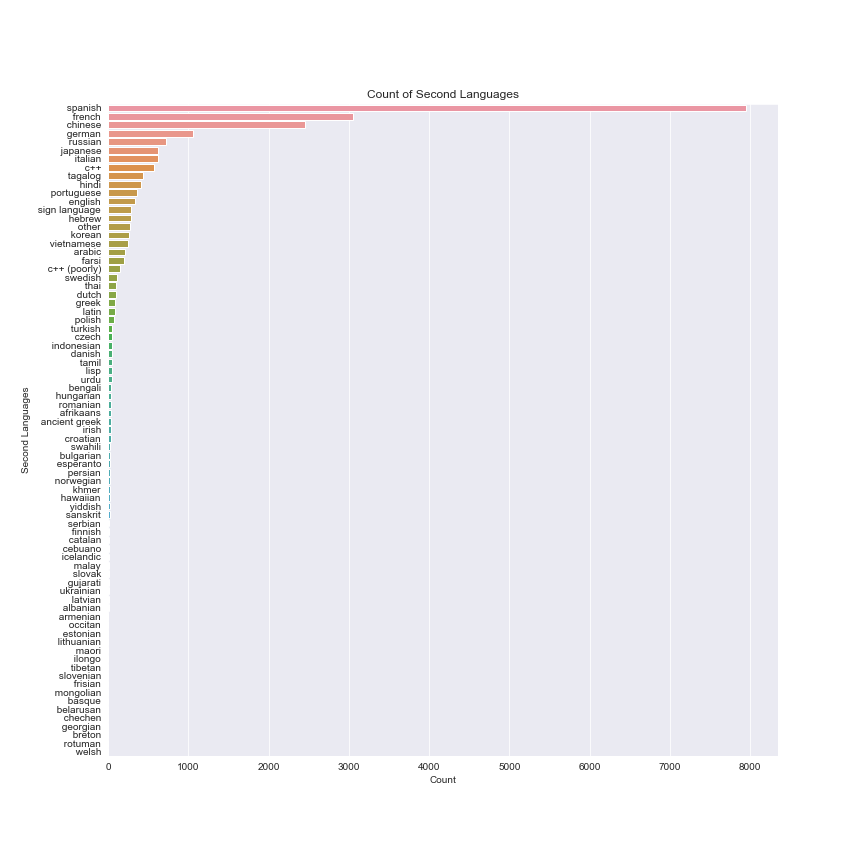 Count of Second Languages
Second Languages
spanish
french
chinese
german
russian
japanese
italian
c++
tagalog
hindi
portuguese
english
sign language
hebrew
other
korean
vietnamese
arabic
farsi
c++ (poorly)
swedish
thai
dutch
greek
latin
polish
turkish
czech
indonesian
danish
tamil
lisp
urdu
bengali
hungarian
romanian
afrikaans
ancient greek
irish
croatian
swahili
bulgarian
esperanto
persian
norwegian
khmer
hawaiian
yiddish
sanskrit
serbian
finnish
catalan
cebuano
icelandic
malay
slovak
gujarati
ukrainian
latvian
albanian
armenian
occitan
estonian
lithuanian
maori
ilongo
tibetan
slovenian
frisian
mongolian
basque
belarusan
chechen
georgian
breton
rotuman
welsh
0 1000 2000 3000 4000 5000 6000 7000 8000
Count